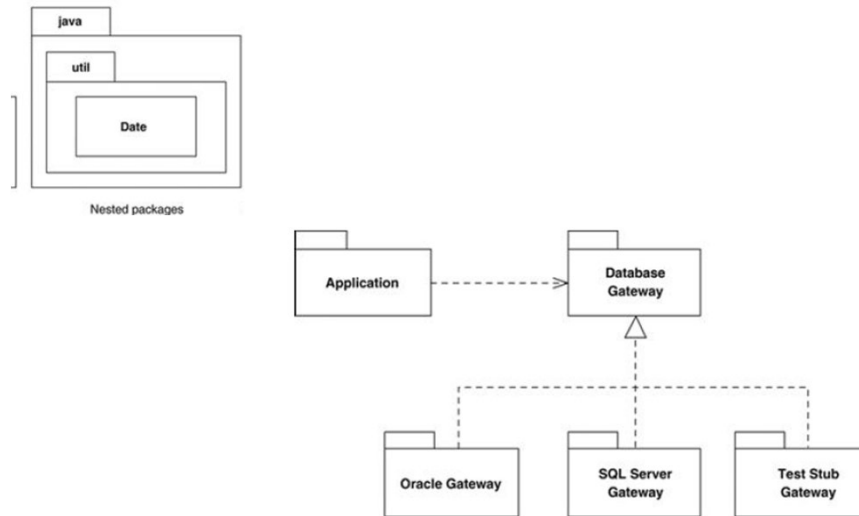 java
util
Date
Nested packages
Application
Database
Gateway
Oracle Gateway
SQL Server
Gateway
Test Stub
Gateway